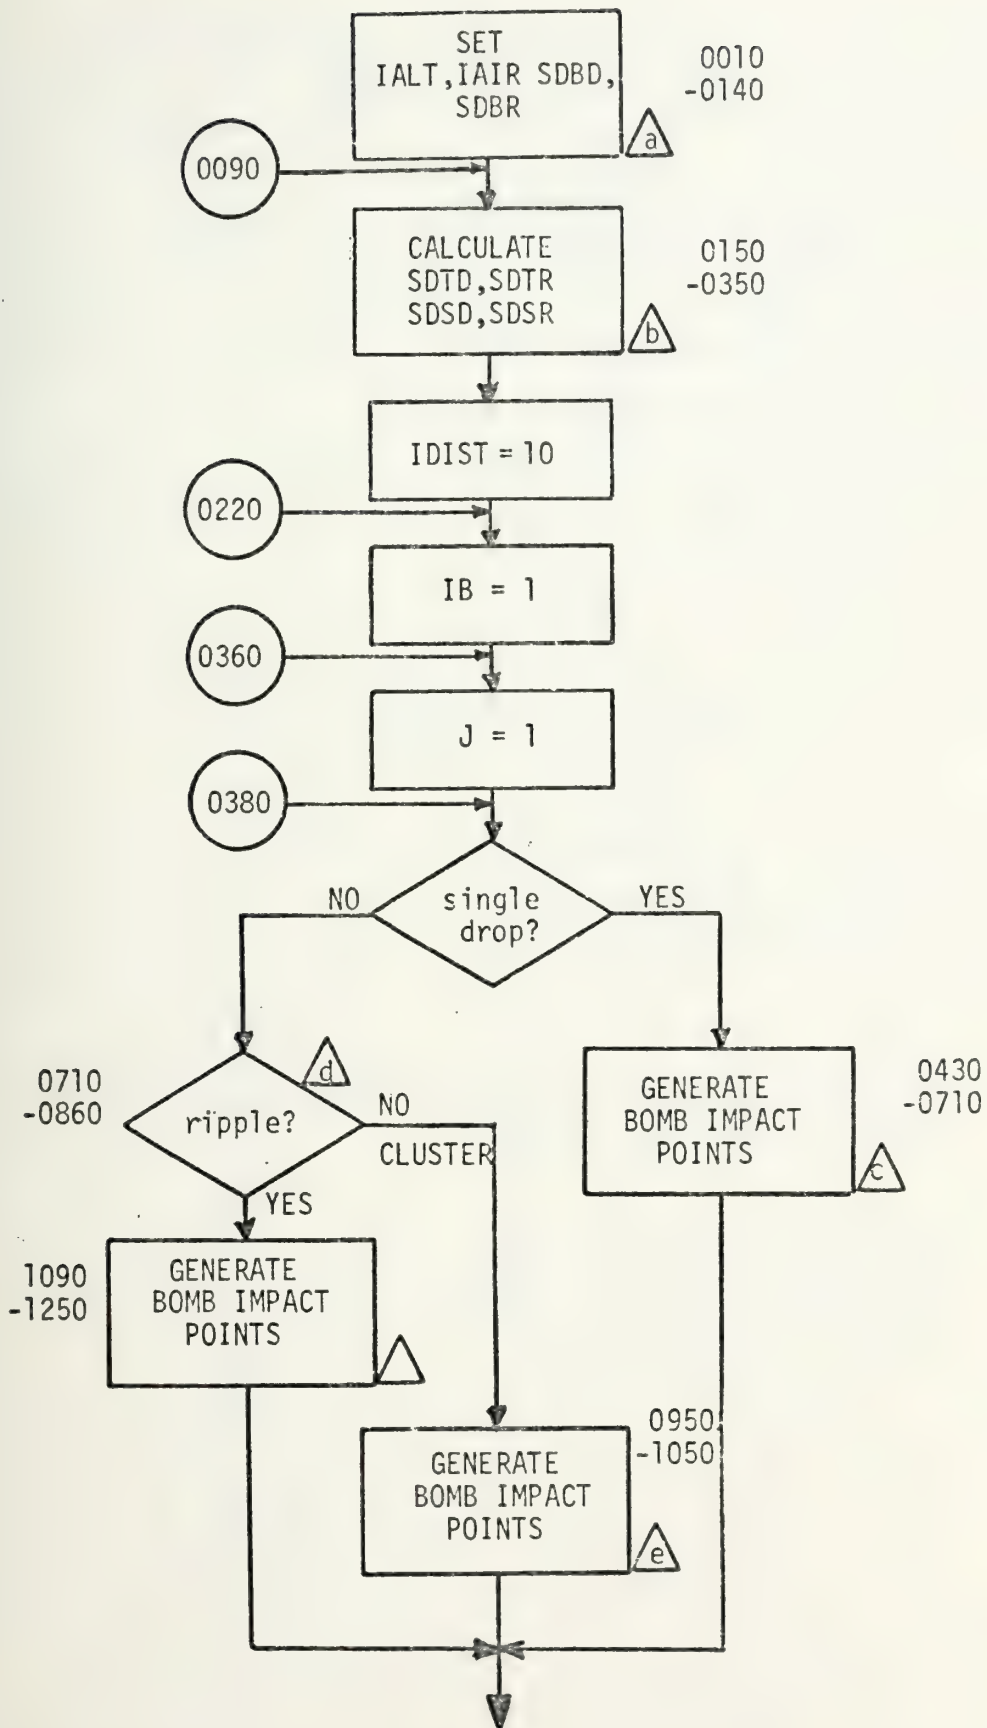 SET
IALT,IAIR SDBD,
SDBR
0010
-0140
a
0090
CALCULATE
SDTD,SDTR
SDSD,SDSR
0150
-0350
b
IDIST = 10
0220
IB = 1
0360
J = 1
0380
single
drop?
NO
YES
0710
-0860
d
ripple?
NO
CLUSTER
YES
GENERATE
BOMB IMPACT
POINTS
0430
-0710
c
1090
-1250
GENERATE
BOMB IMPACT
POINTS
0950
-1050
GENERATE
BOMB IMPACT
POINTS
e